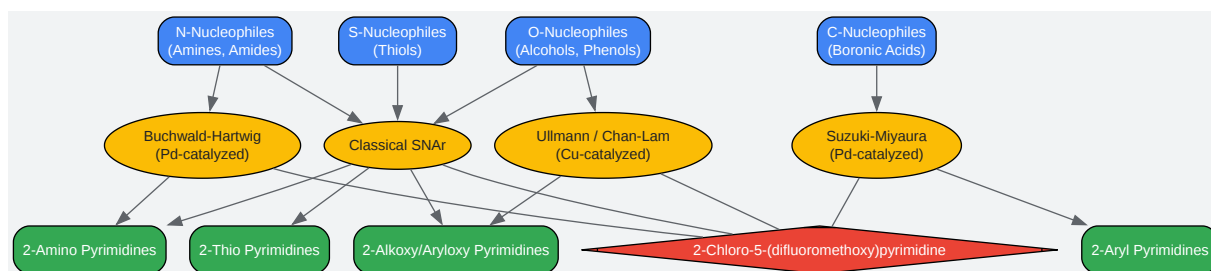 N-Nucleophiles
(Amines, Amides)
S-Nucleophiles
(Thiols)
O-Nucleophiles
(Alcohols, Phenols)
C-Nucleophiles
(Boronic Acids)
Buchwald-Hartwig
(Pd-catalyzed)
Classical SNAr
Ullmann / Chan-Lam
(Cu-catalyzed)
Suzuki-Miyaura
(Pd-catalyzed)
2-Amino Pyrimidines
2-Thio Pyrimidines
2-Alkoxy/Aryloxy Pyrimidines
2-Chloro-5-(difluoromethoxy)pyrimidine
2-Aryl Pyrimidines